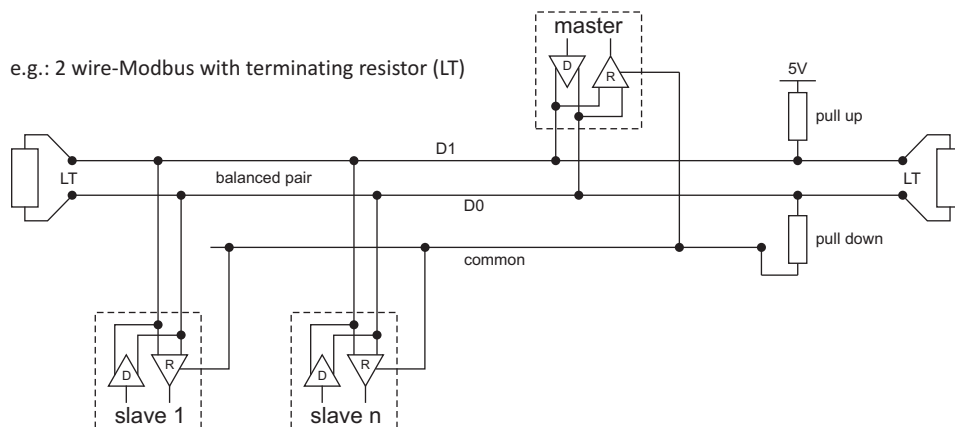 master
e.g.: 2 wire-Modbus with terminating resistor (LT)
D
R
5V
pull up
D1
LT
balanced pair
LT
D0
pull down
common
D
R
D
R
slave 1
slave n